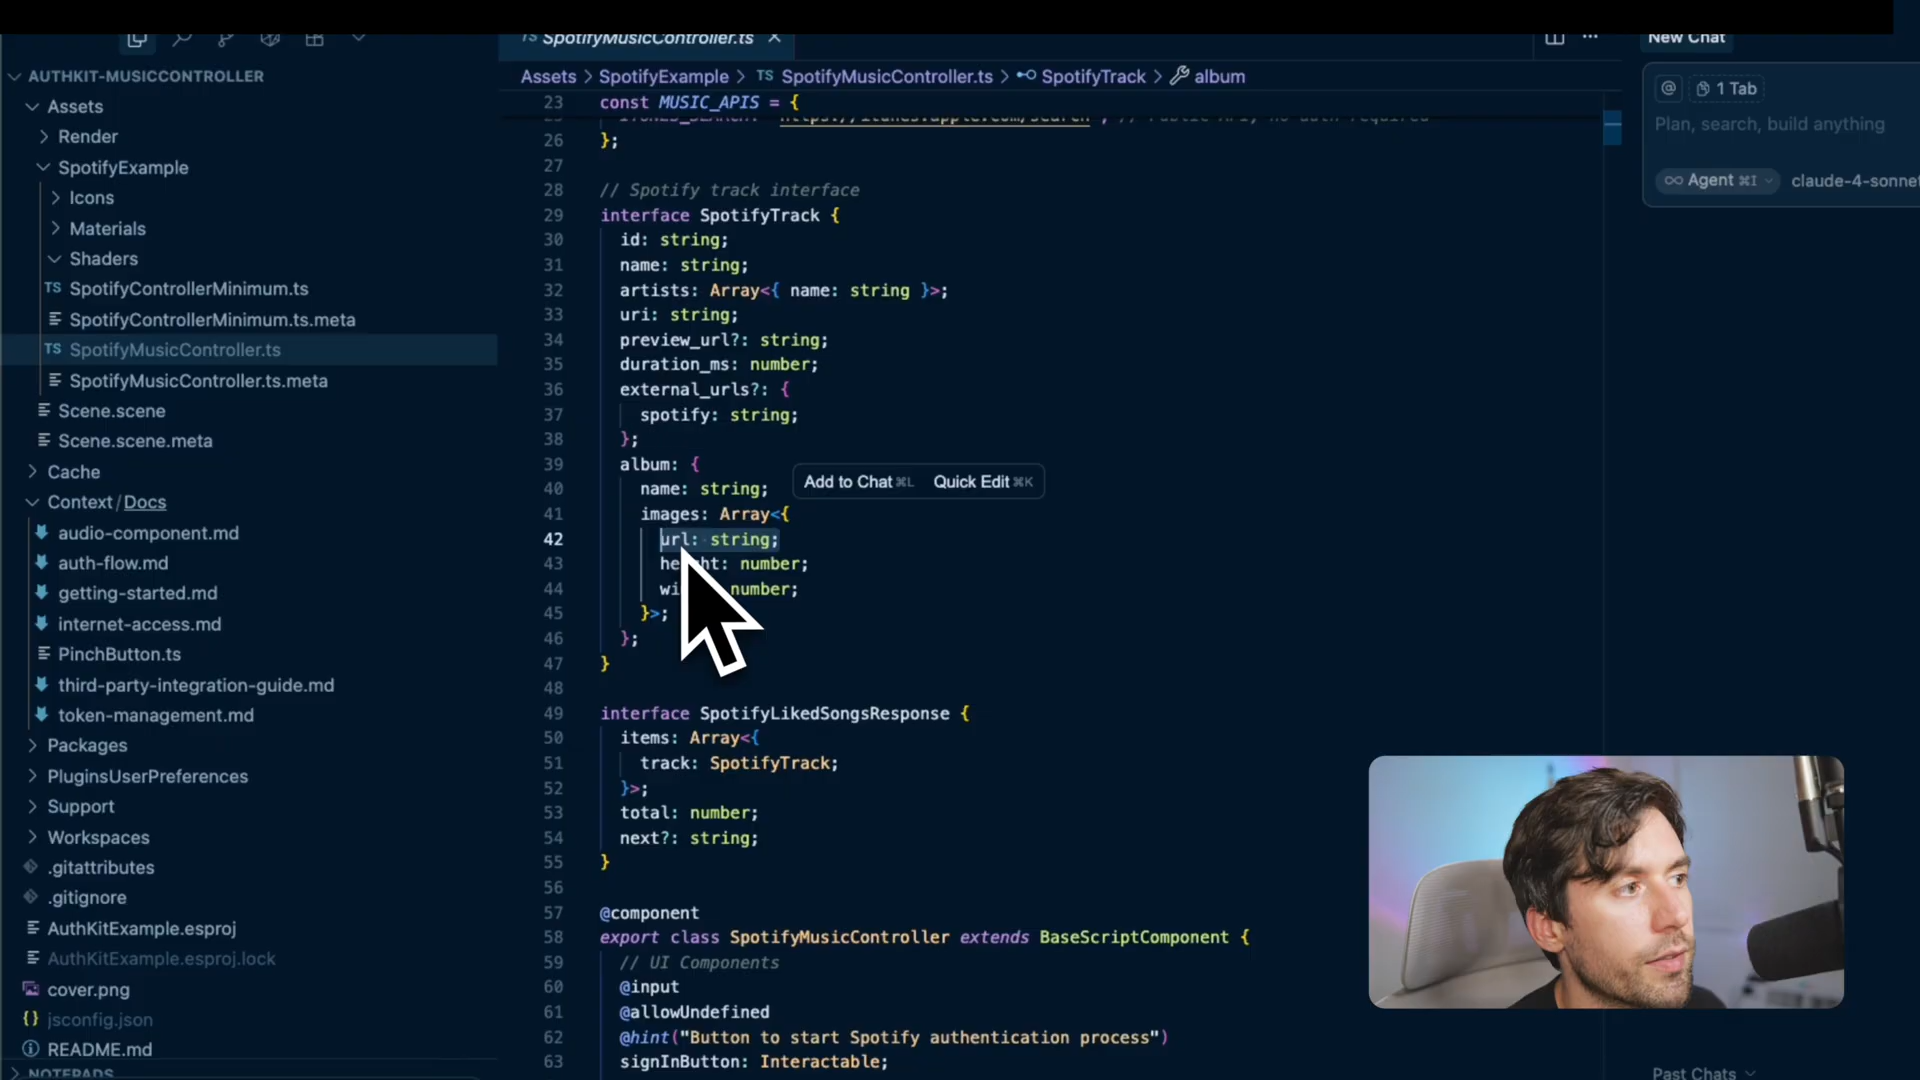 SpotifyMusicController.ts
New Chat
AUTHKIT-MUSICCONTROLLER
Assets > SpotifyExample > TS SpotifyMusicController.ts > SpotifyTrack > album
@ 1 Tab
Plan, search, build anything
Agent ⌘I claude-4-sonnet
Assets
Render
SpotifyExample
Icons
Materials
Shaders
TS SpotifyControllerMinimum.ts
SpotifyControllerMinimum.ts.meta
TS SpotifyMusicController.ts
SpotifyMusicController.ts.meta
Scene.scene
Scene.scene.meta
Cache
Context/Docs
audio-component.md
auth-flow.md
getting-started.md
internet-access.md
PinchButton.ts
third-party-integration-guide.md
token-management.md
Packages
PluginsUserPreferences
Support
Workspaces
.gitattributes
.gitignore
AuthKitExample.esproj
AuthKitExample.esproj.lock
cover.png
jsconfig.json
README.md
NOTEPADS
23 const MUSIC_APIS = {
26 };
27
28 // Spotify track interface
29 interface SpotifyTrack {
30 id: string;
31 name: string;
32 artists: Array<{ name: string }>;
33 uri: string;
34 preview_url?: string;
35 duration_ms: number;
36 external_urls?: {
37 spotify: string;
38 };
39 album: {
40 name: string;
41 images: Array<{
42 url: string;
43 height: number;
44 number;
45 }>;
46 };
47 }
48
49 interface SpotifyLikedSongsResponse {
50 items: Array<{
51 track: SpotifyTrack;
52 }>;
53 total: number;
54 next?: string;
55 }
56
57 @component
58 export class SpotifyMusicController extends BaseScriptComponent {
59 // UI Components
60 @input
61 @allowUndefined
62 @hint("Button to start Spotify authentication process")
63 signInButton: Interactable;
Add to Chat ⌘L Quick Edit ⌘K
Past Chats